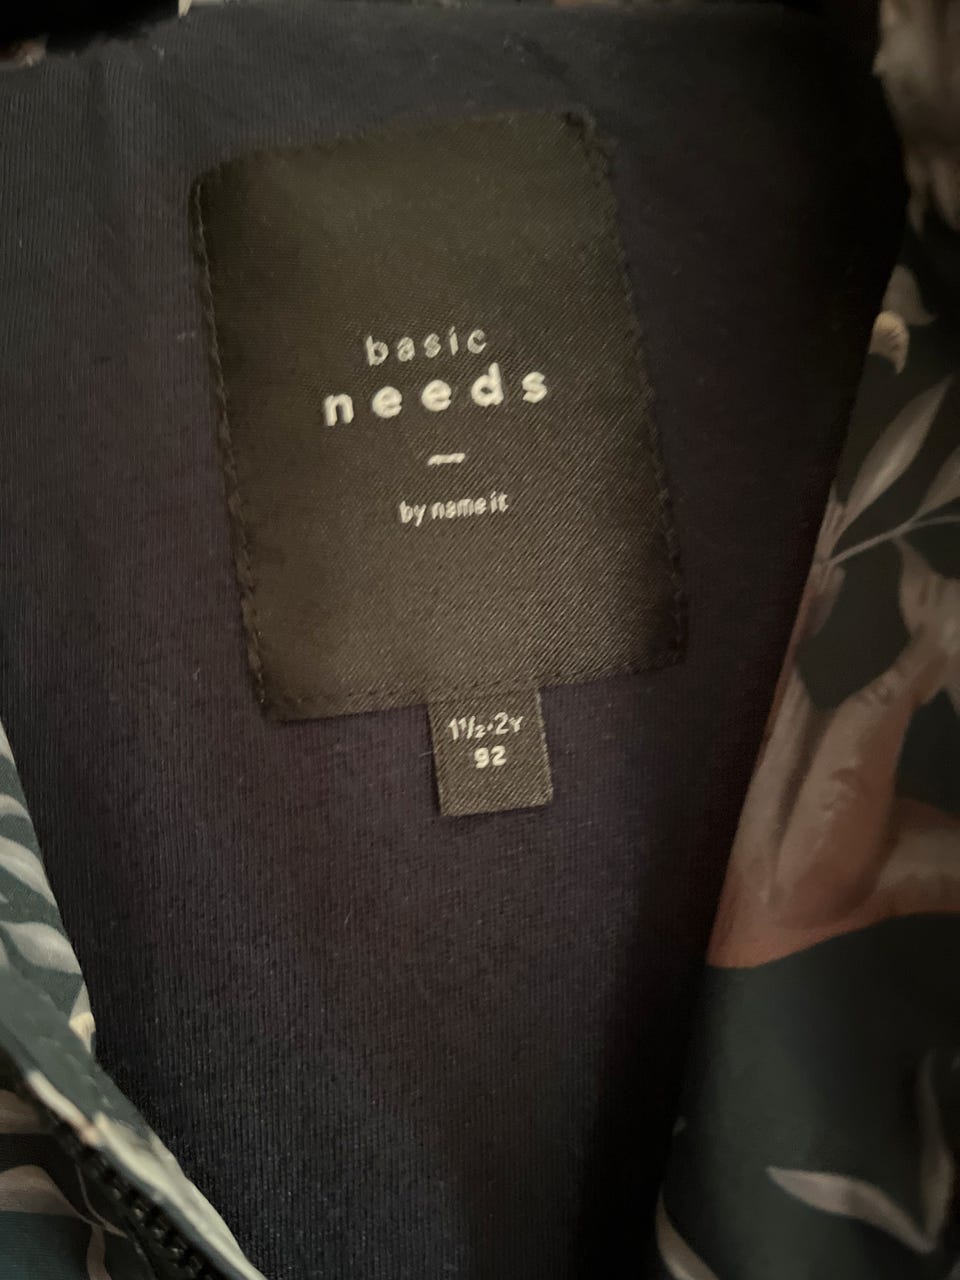 basic
needs
—
by name it
1½-2Y
92